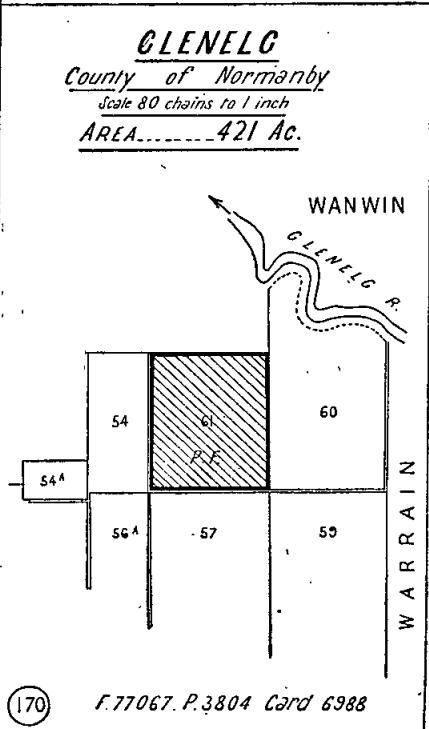 GLENELG
County of Normanby
Scale 80 chains to 1 inch
AREA........421 Ac.
WANWIN
GLENELG R.
54
61
P.F.
60
54A
56A
57
59
WARRAIN
170
F.77067. P.3804 Card 6988